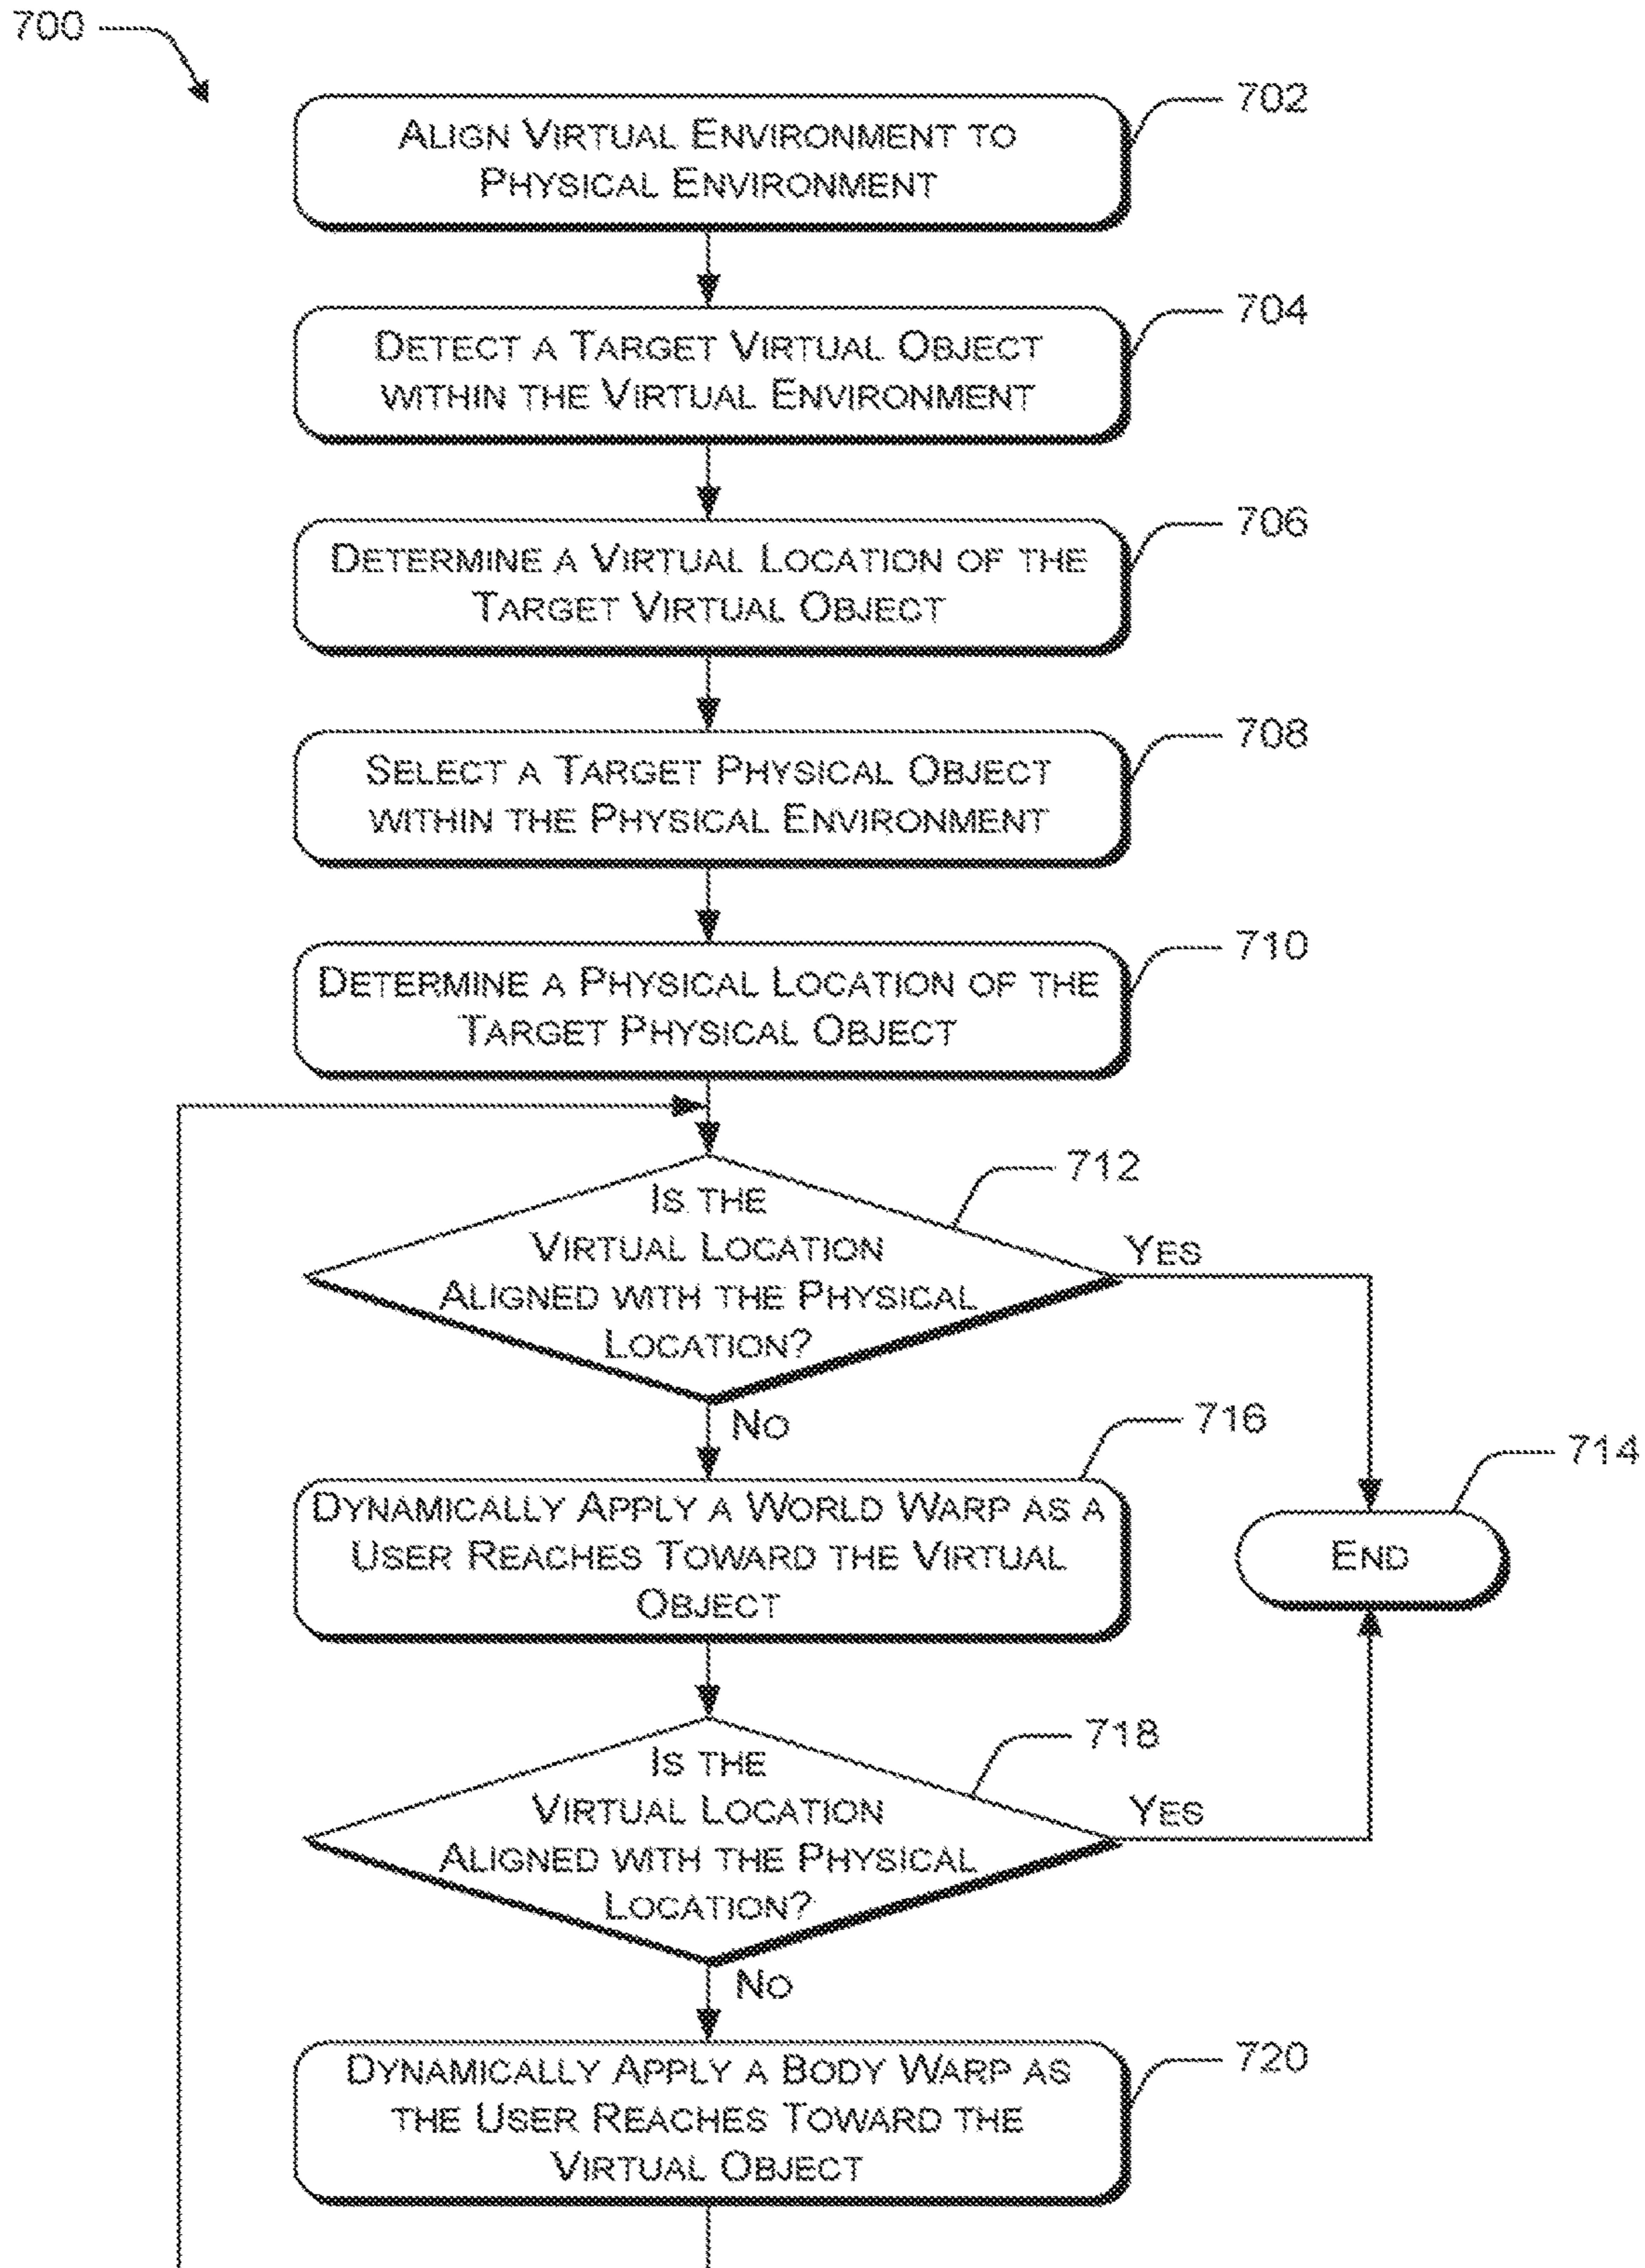 700
702
ALIGN VIRTUAL ENVIRONMENT TO
PHYSICAL ENVIRONMENT
704
DETECT A TARGET VIRTUAL OBJECT
WITHIN THE VIRTUAL ENVIRONMENT
706
DETERMINE A VIRTUAL LOCATION OF THE
TARGET VIRTUAL OBJECT
708
SELECT A TARGET PHYSICAL OBJECT
WITHIN THE PHYSICAL ENVIRONMENT
710
DETERMINE A PHYSICAL LOCATION OF THE
TARGET PHYSICAL OBJECT
712
IS THE
VIRTUAL LOCATION
ALIGNED WITH THE PHYSICAL
LOCATION?
YES
NO
716
DYNAMICALLY APPLY A WORLD WARP AS A
USER REACHES TOWARD THE VIRTUAL
OBJECT
714
END
718
IS THE
VIRTUAL LOCATION
ALIGNED WITH THE PHYSICAL
LOCATION?
YES
NO
720
DYNAMICALLY APPLY A BODY WARP AS
THE USER REACHES TOWARD THE
VIRTUAL OBJECT